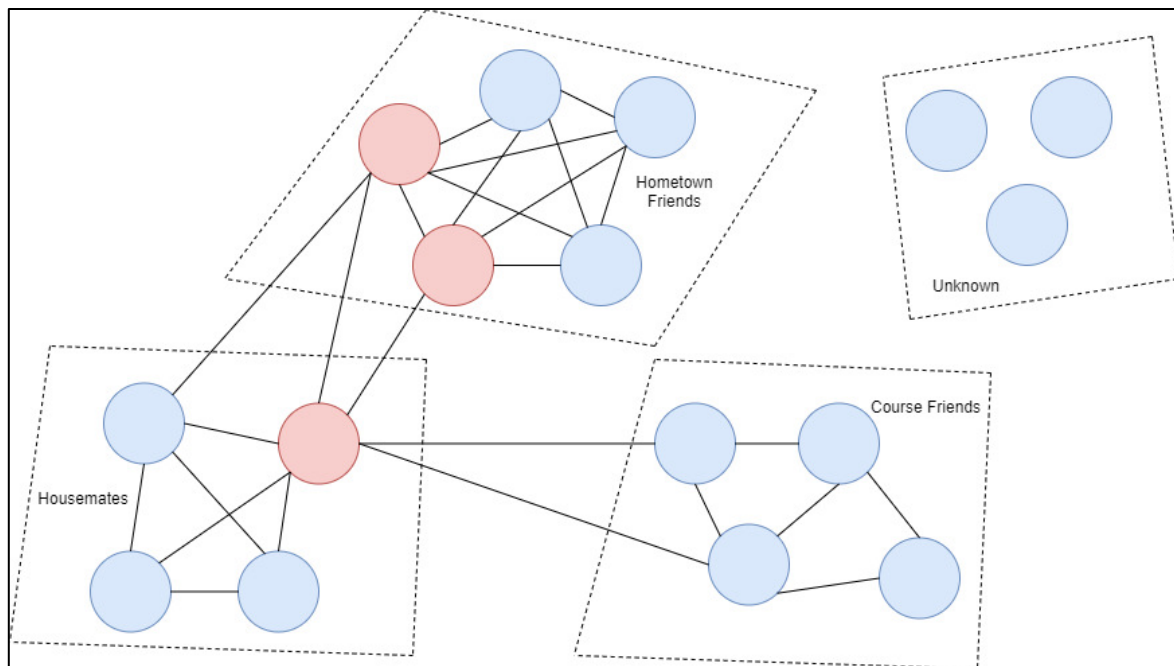 Hometown
Friends
Unknown
Course Friends
Housemates